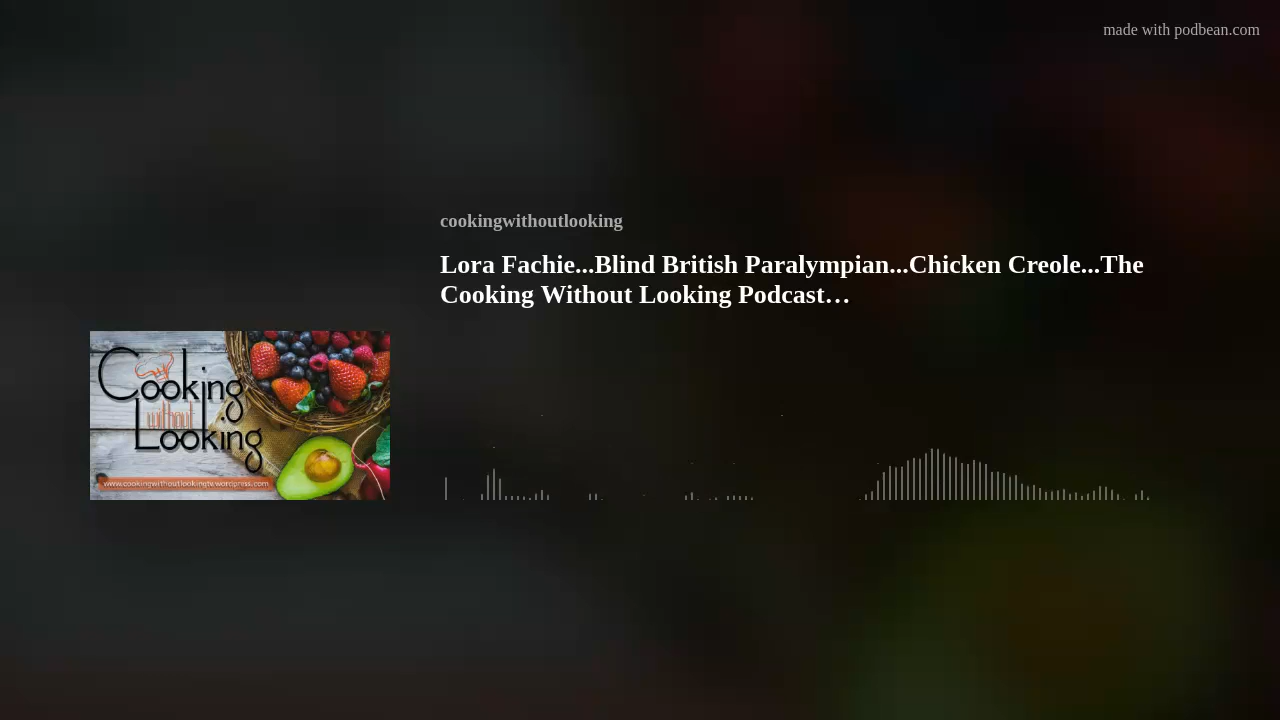 made with podbean.com
cookingwithoutlooking
Lora Fachie...Blind British Paralympian...Chicken Creole...The
Cooking Without Looking Podcast…
Cooking
without
Looking
www.cookingwithoutlookingtv.wordpress.com